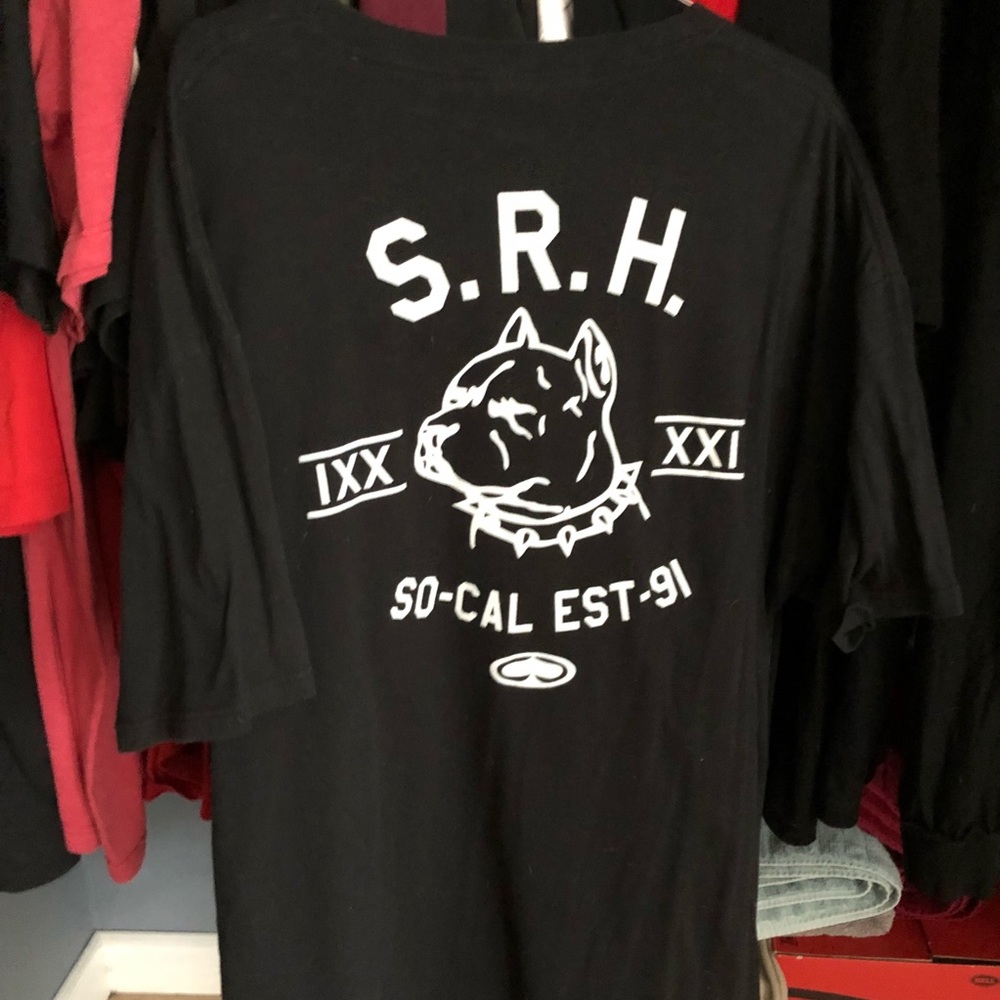 S.R.H.
IXX XXI
SO-CAL EST-91